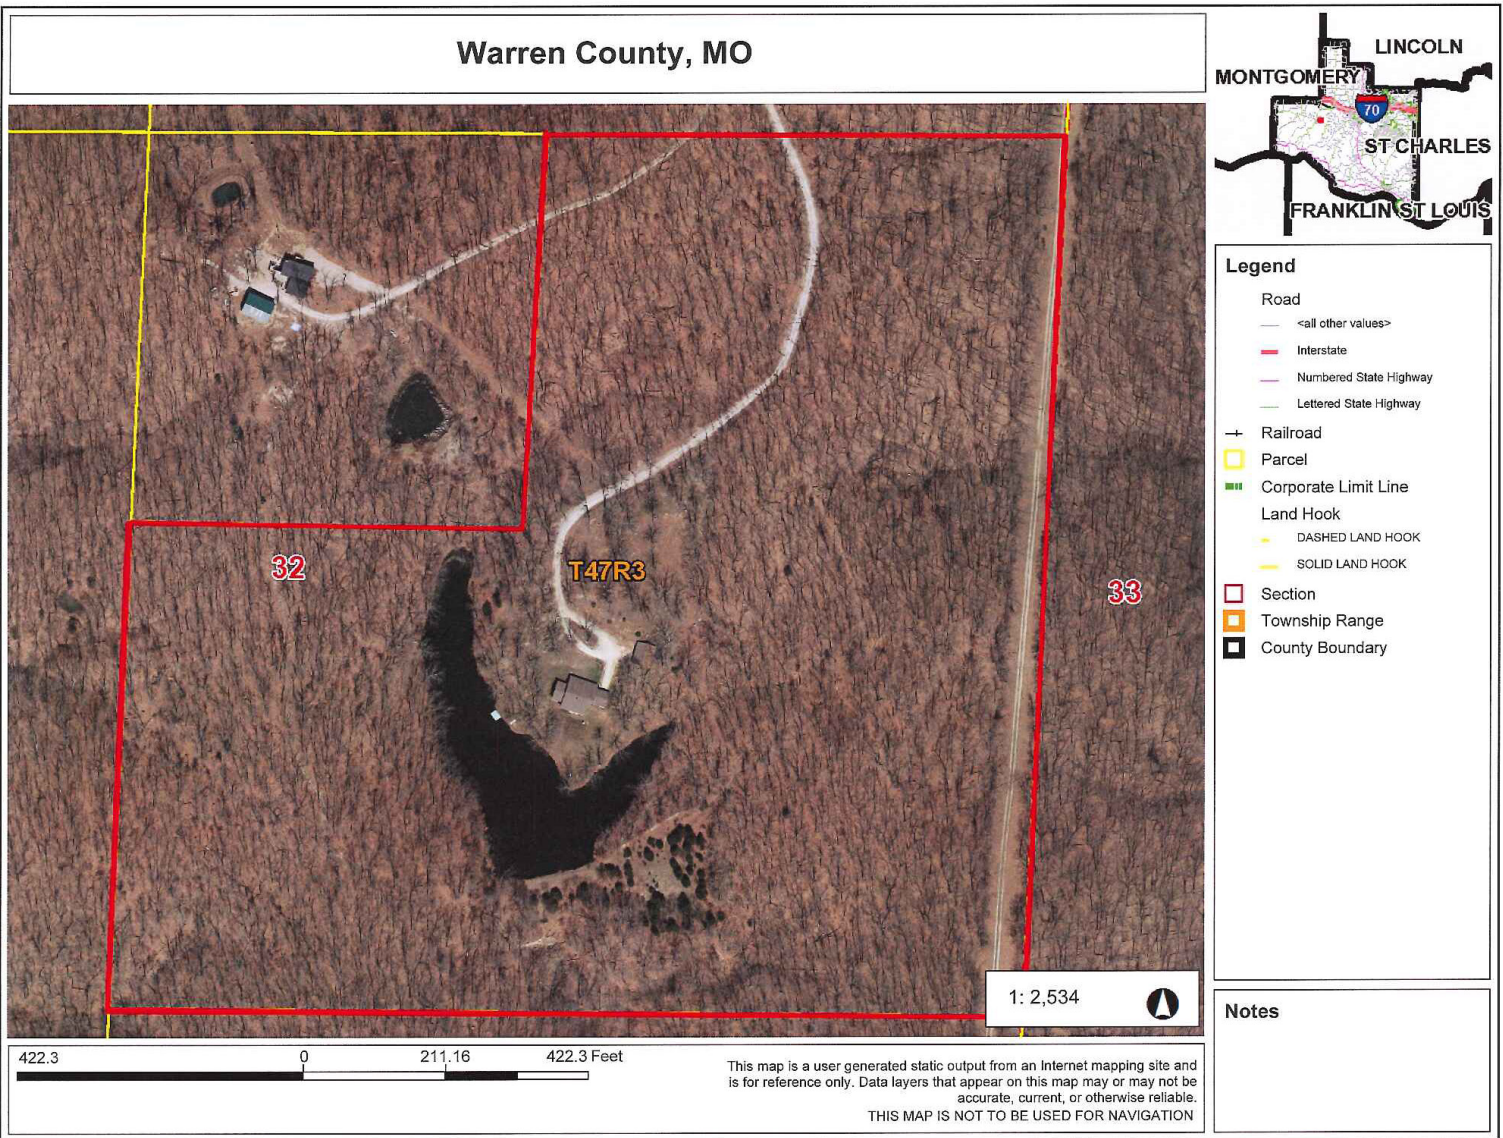 Warren County, MO
LINCOLN
MONTGOMERY
70
ST CHARLES
FRANKLIN ST LOUIS
32
T47R3
33
Legend
Road
<all other values>
Interstate
Numbered State Highway
Lettered State Highway
Railroad
Parcel
Corporate Limit Line
Land Hook
DASHED LAND HOOK
SOLID LAND HOOK
Section
Township Range
County Boundary
1: 2,534
Notes
422.3 0 211.16 422.3 Feet
This map is a user generated static output from an Internet mapping site and
is for reference only. Data layers that appear on this map may or may not be
accurate, current, or otherwise reliable.
THIS MAP IS NOT TO BE USED FOR NAVIGATION